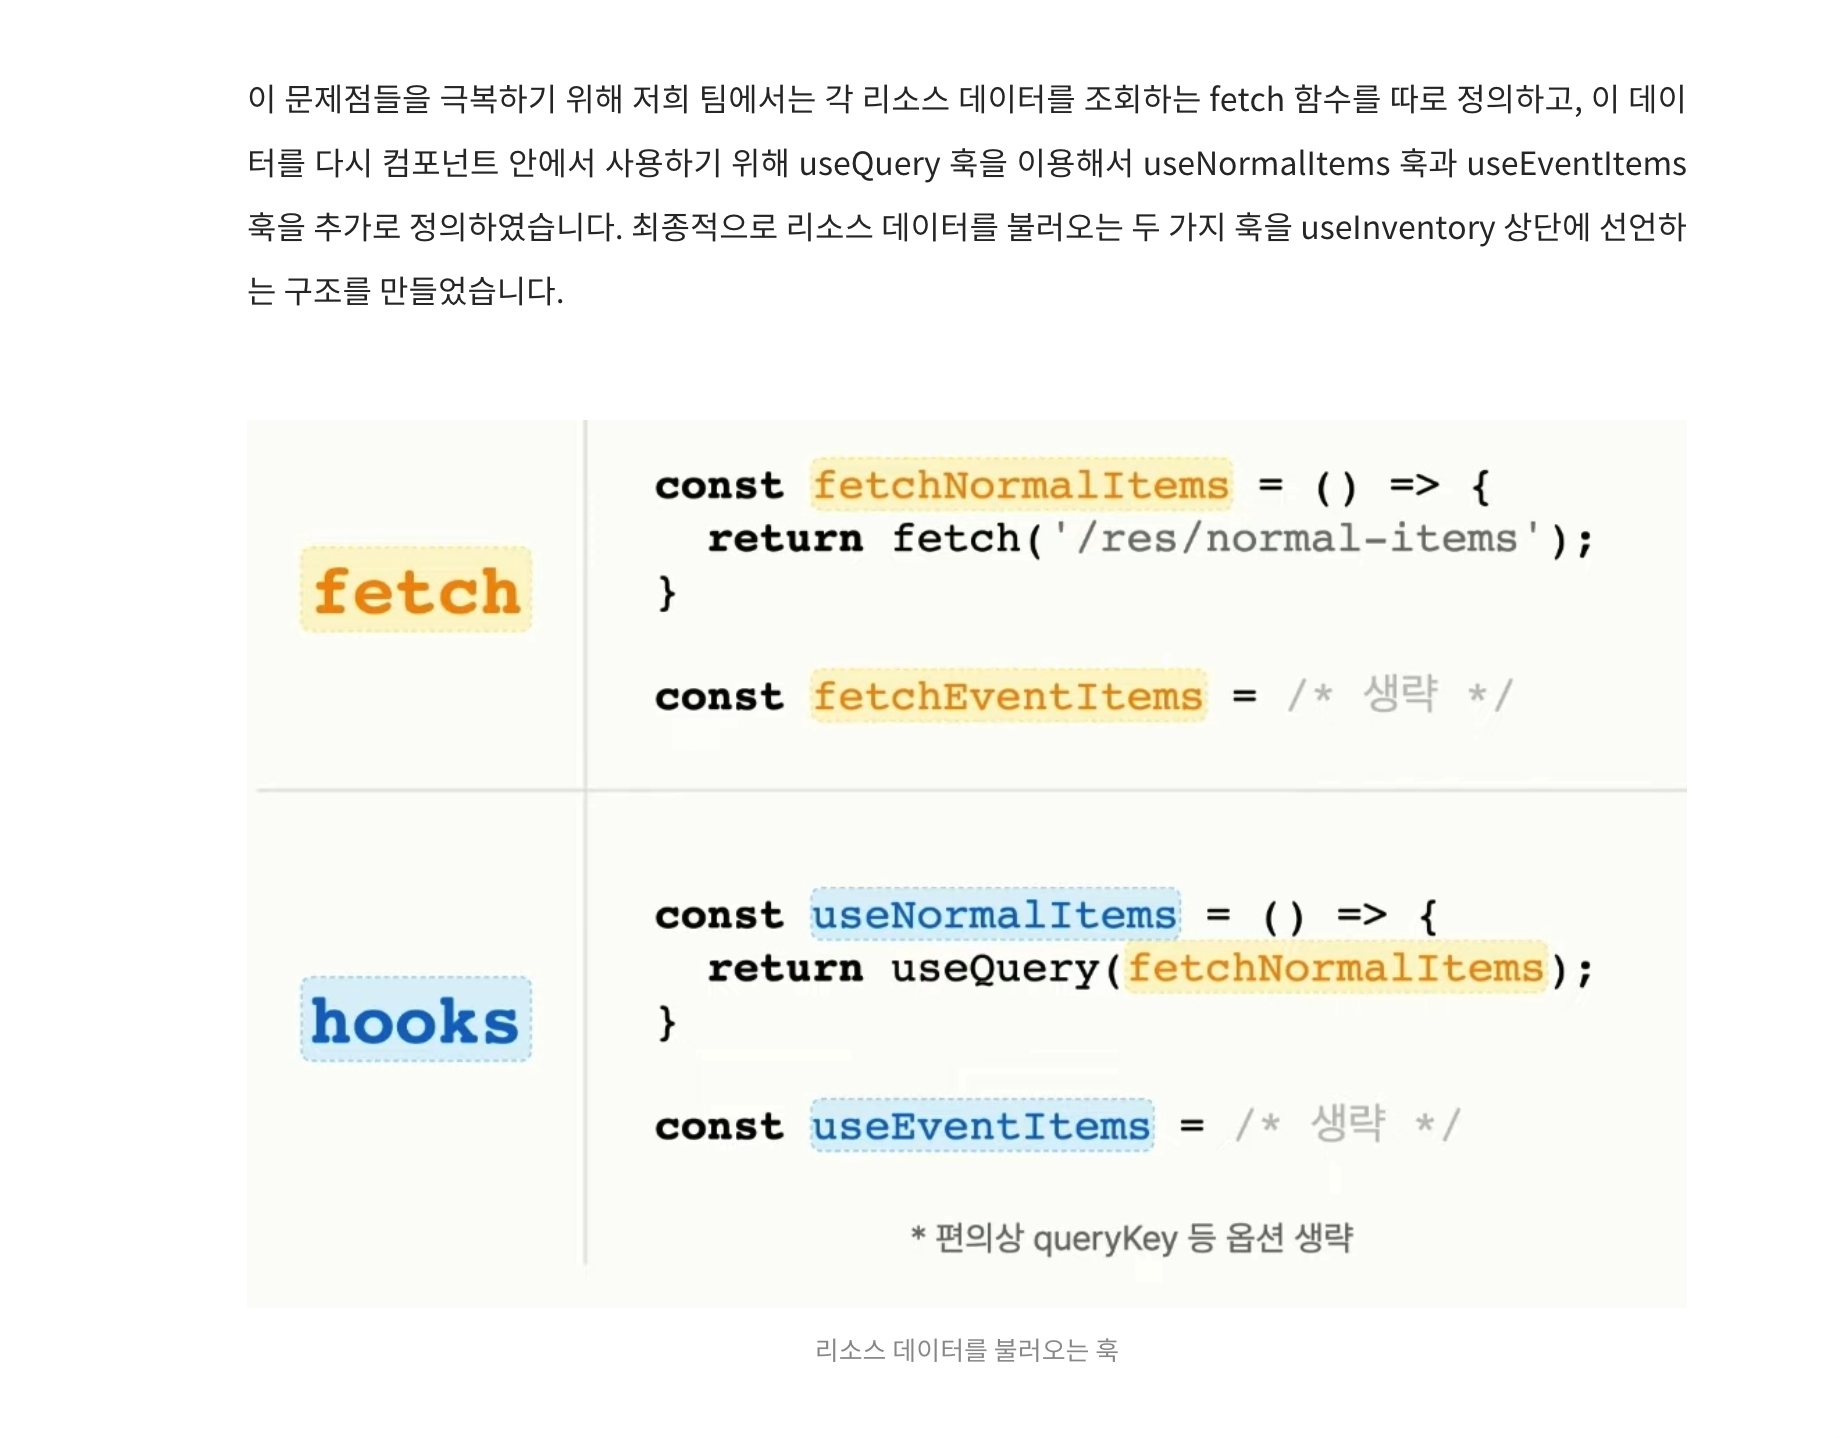 이 문제점들을 극복하기 위해 저희 팀에서는 각 리소스 데이터를 조회하는 fetch 함수를 따로 정의하고, 이 데이
터를 다시 컴포넌트 안에서 사용하기 위해 useQuery 훅을 이용해서 useNormalItems 훅과 useEventItems
훅을 추가로 정의하였습니다. 최종적으로 리소스 데이터를 불러오는 두 가지 훅을 useInventory 상단에 선언하
는 구조를 만들었습니다.
fetch
const fetchNormalItems = () => {
  return fetch('/res/normal-items');
}
const fetchEventItems = /* 생략 */
hooks
const useNormalItems = () => {
  return useQuery(fetchNormalItems);
}
const useEventItems = /* 생략 */
* 편의상 queryKey 등 옵션 생략
리소스 데이터를 불러오는 훅